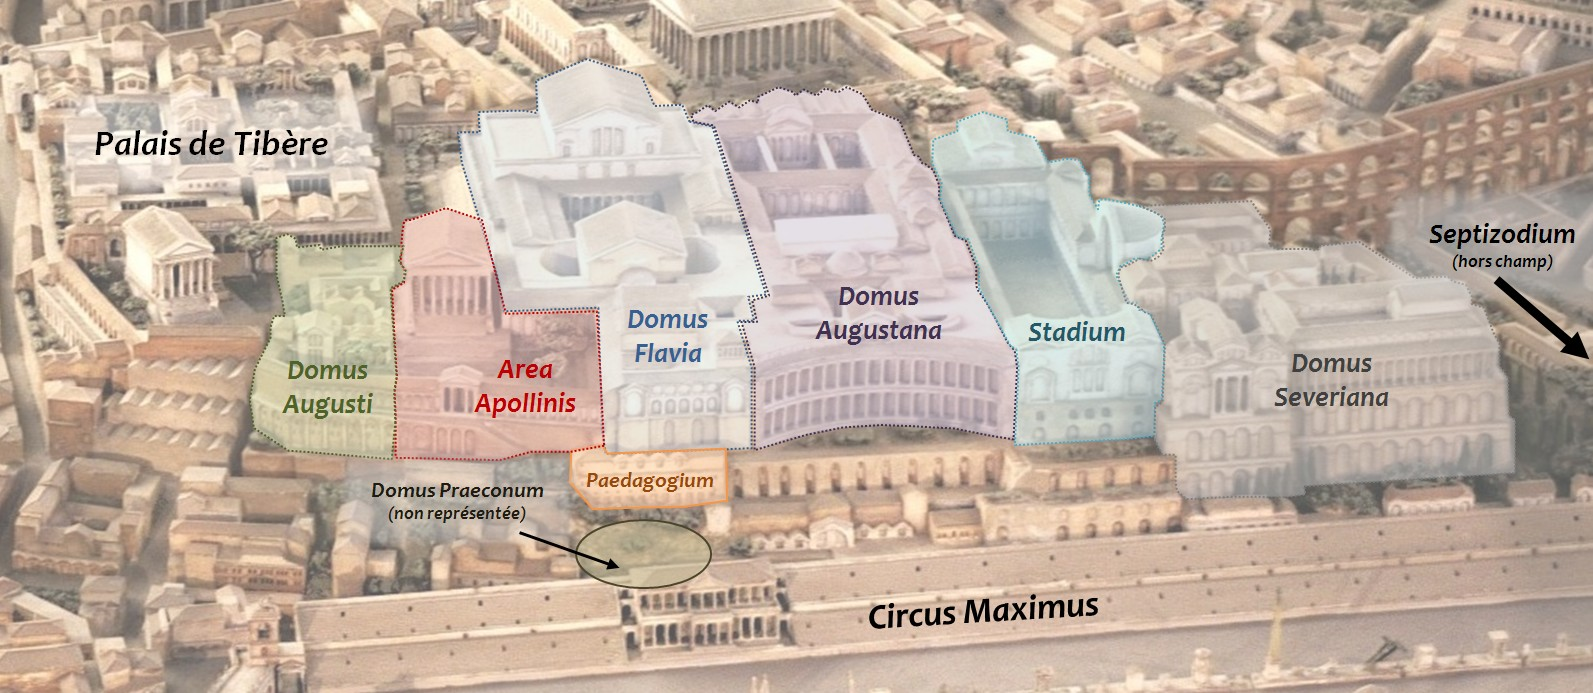 Palais de Tibère
Septizodium
(hors champ)
Domus
Augusti
Area
Apollinis
Domus
Flavia
Domus
Augustana
Stadium
Domus
Severiana
Paedagogium
Domus Praeconum
(non représentée)
Circus Maximus